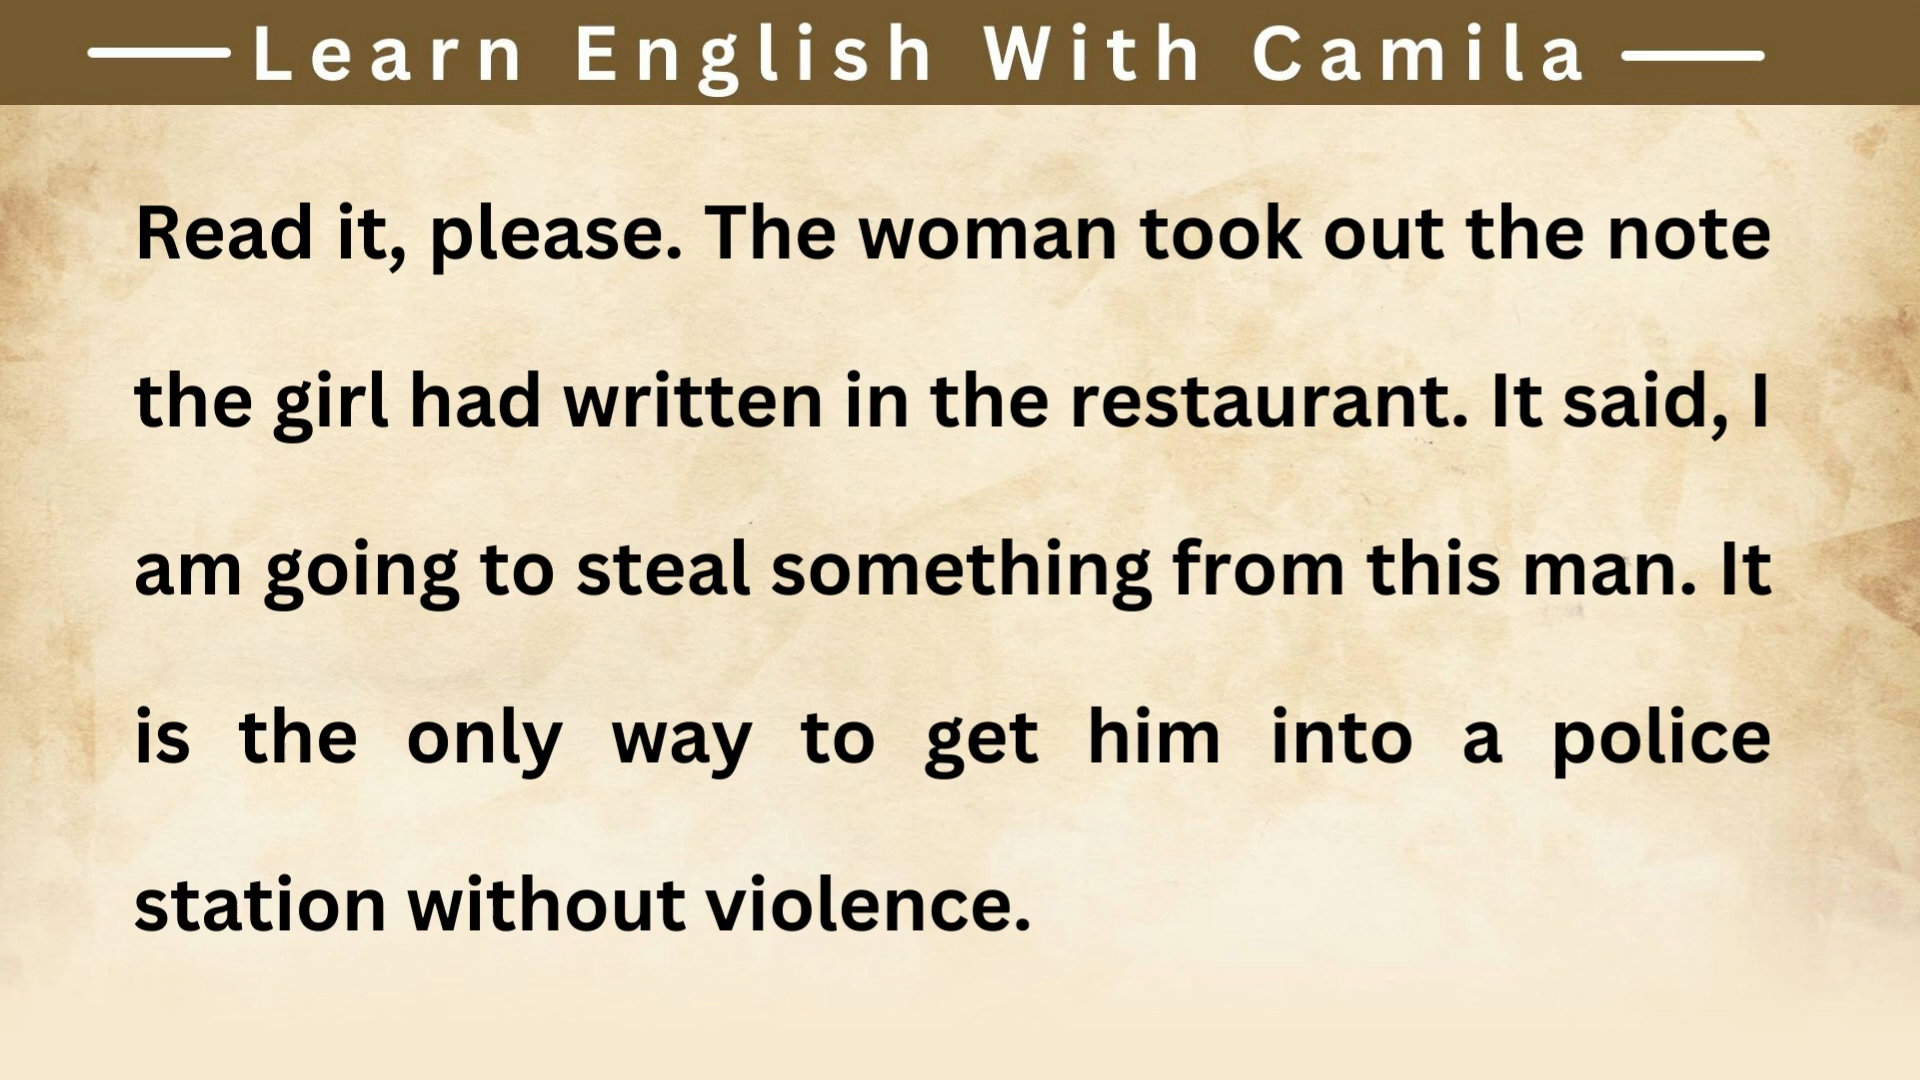 Learn English With Camila
Read it, please. The woman took out the note
the girl had written in the restaurant. It said, I
am going to steal something from this man. It
is the only way to get him into a police
station without violence.